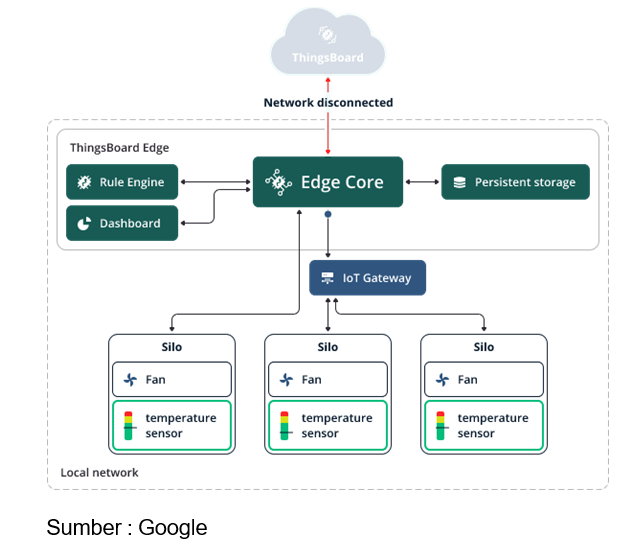 ThingsBoard
Network disconnected
ThingsBoard Edge
Rule Engine
Edge Core
Persistent storage
Dashboard
IoT Gateway
Silo
Fan
temperature
sensor
Silo
Fan
temperature
sensor
Silo
Fan
temperature
sensor
Local network
Sumber : Google